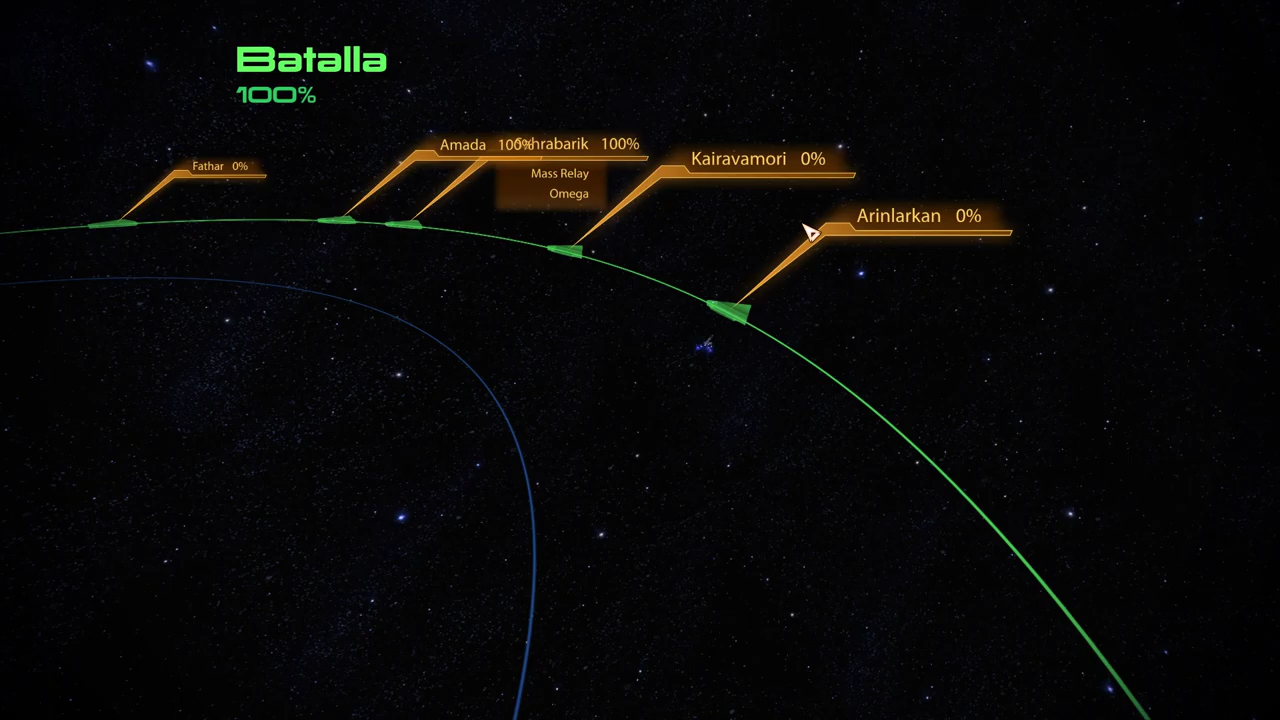 Batalla
100%
Fathar 0%
Amada 100%
100%
Kairavamori 0%
Mass Relay
Omega
Arinlarkan 0%